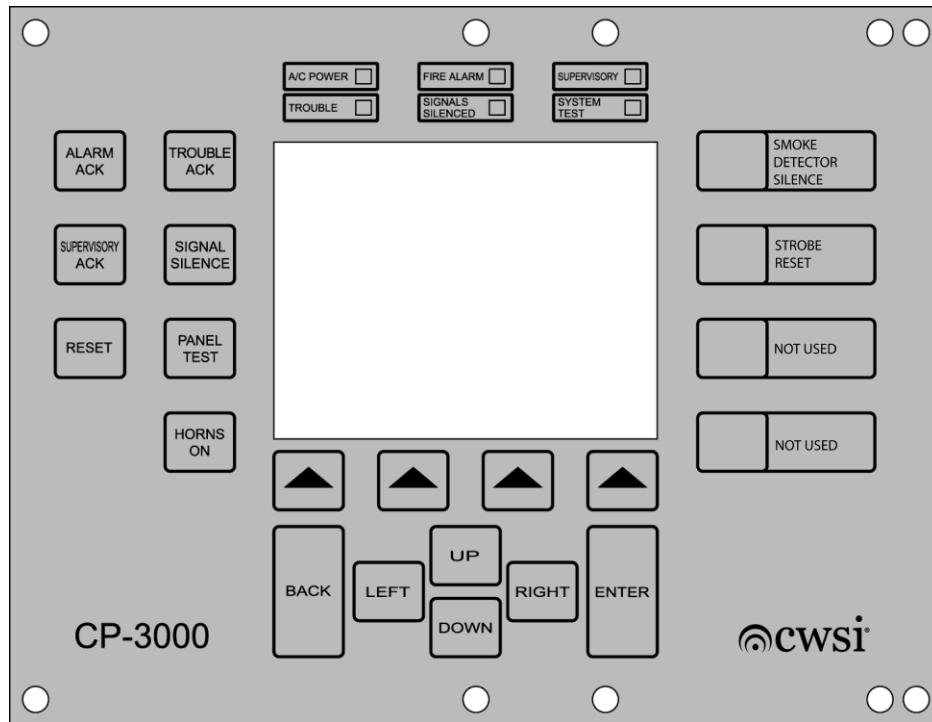 A/C POWER
FIRE ALARM
SUPERVISORY
TROUBLE
SIGNALS
SILENCED
SYSTEM
TEST
ALARM
ACK
TROUBLE
ACK
SMOKE
DETECTOR
SILENCE
SUPERVISORY
ACK
SIGNAL
SILENCE
STROBE
RESET
RESET
PANEL
TEST
NOT USED
HORNS
ON
NOT USED
BACK
LEFT
UP
DOWN
RIGHT
ENTER
CP-3000
cwsi